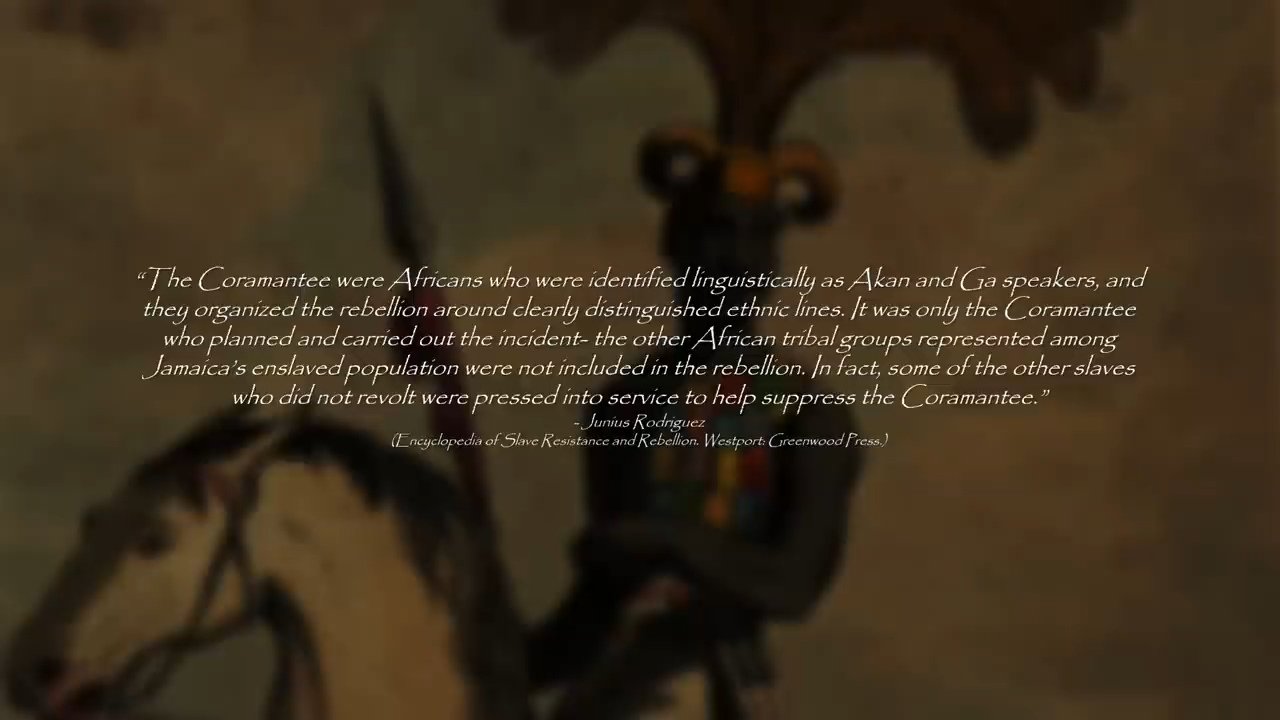 “The Coramantee were Africans who were identified linguistically as Akan and Ga speakers, and
they organized the rebellion around clearly distinguished ethnic lines. It was only the Coramantee
who planned and carried out the incident- the other African tribal groups represented among
Jamaica’s enslaved population were not included in the rebellion. In fact, some of the other slaves
who did not revolt were pressed into service to help suppress the Coramantee.”
- Junius Rodriguez
(Encyclopedia of Slave Resistance and Rebellion. Westport: Greenwood Press.)